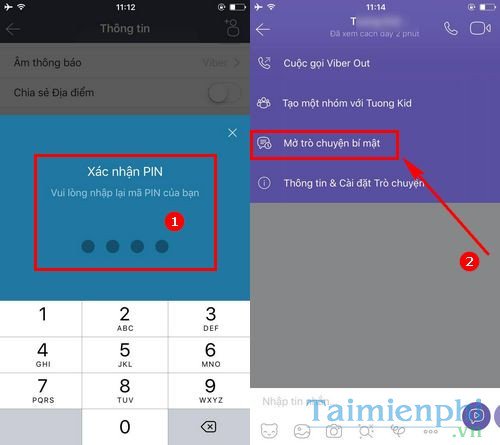 11:12
Thông tin
Âm thông báo Viber
Chia sẻ Địa điểm
Xác nhận PIN
Vui lòng nhập lại mã PIN của bạn
1
1
2 ABC
3 DEF
4 GHI
5 JKL
6 MNO
7 PQRS
8 TUV
9 WXYZ
0
11:14
Đã xem cách đây 2 phút
Cuộc gọi Viber Out
Tạo một nhóm với Tuong Kid
Mở trò chuyện bí mật
Thông tin & Cài đặt Trò chuyện
2
Nhập tin nhắn...
Taimienphi
.vn